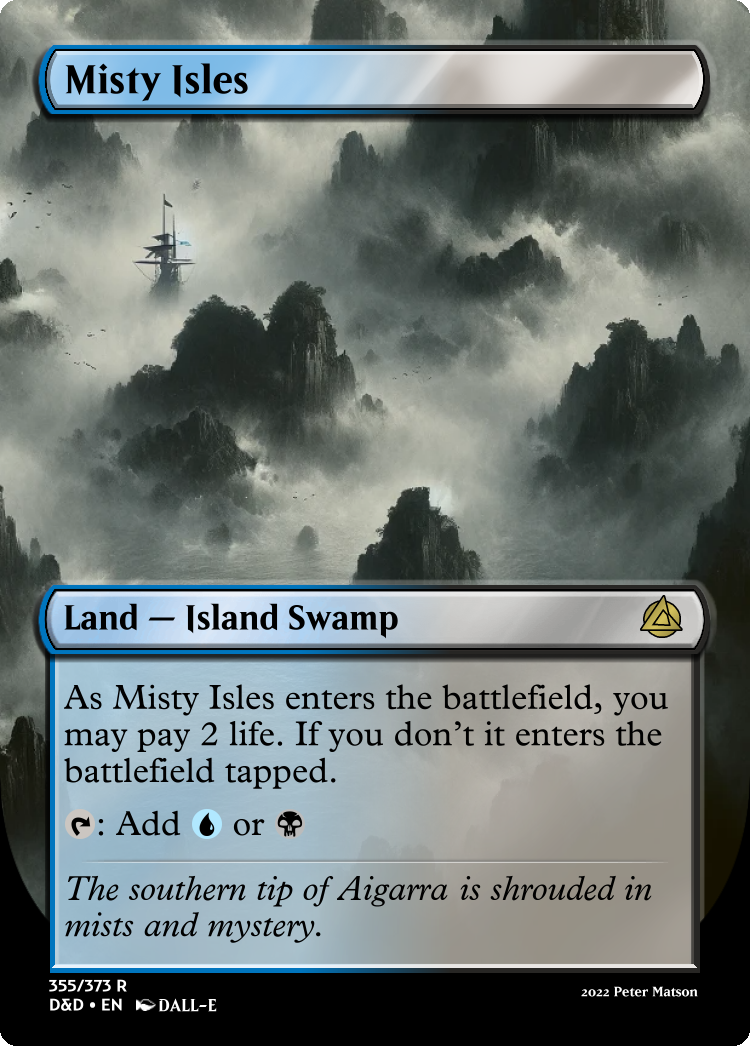 Misty Isles
Land — Island Swamp
As Misty Isles enters the battlefield, you
may pay 2 life. If you don't it enters the
battlefield tapped.
: Add or
The southern tip of Aigarra is shrouded in
mists and mystery.
355/373 R
D&D • EN DALL-E
2022 Peter Matson